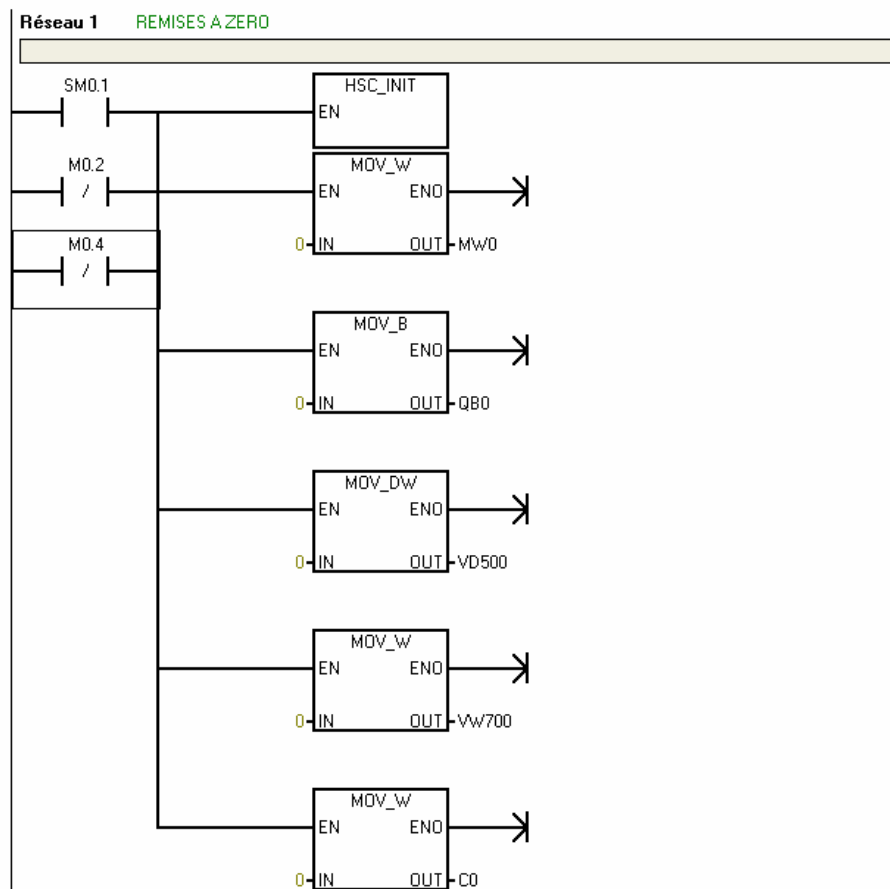 Réseau 1 REMISES A ZERO
SM0.1 HSC_INIT
EN
M0.2 MOV_W
/ EN ENO
0 IN OUT MW0
M0.4
/
MOV_B
EN ENO
0 IN OUT QB0
MOV_DW
EN ENO
0 IN OUT VD500
MOV_W
EN ENO
0 IN OUT VW700
MOV_W
EN ENO
0 IN OUT C0